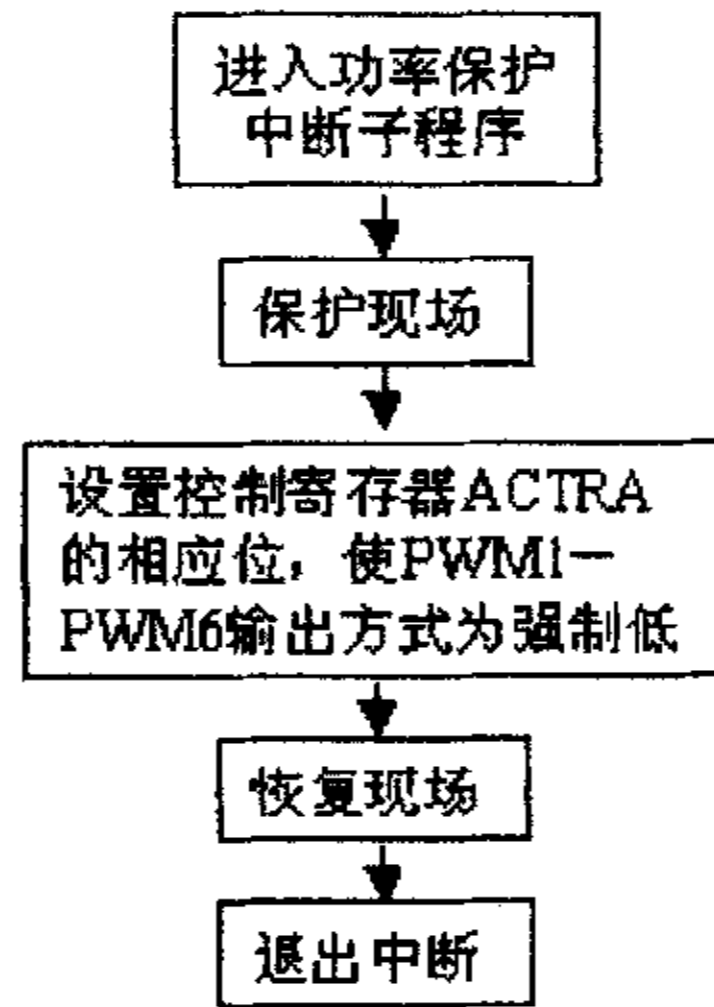 进入功率保护
中断子程序
保护现场
设置控制寄存器ACTRA
的相应位，使PWM1—
PWM6输出方式为强制低
恢复现场
退出中断